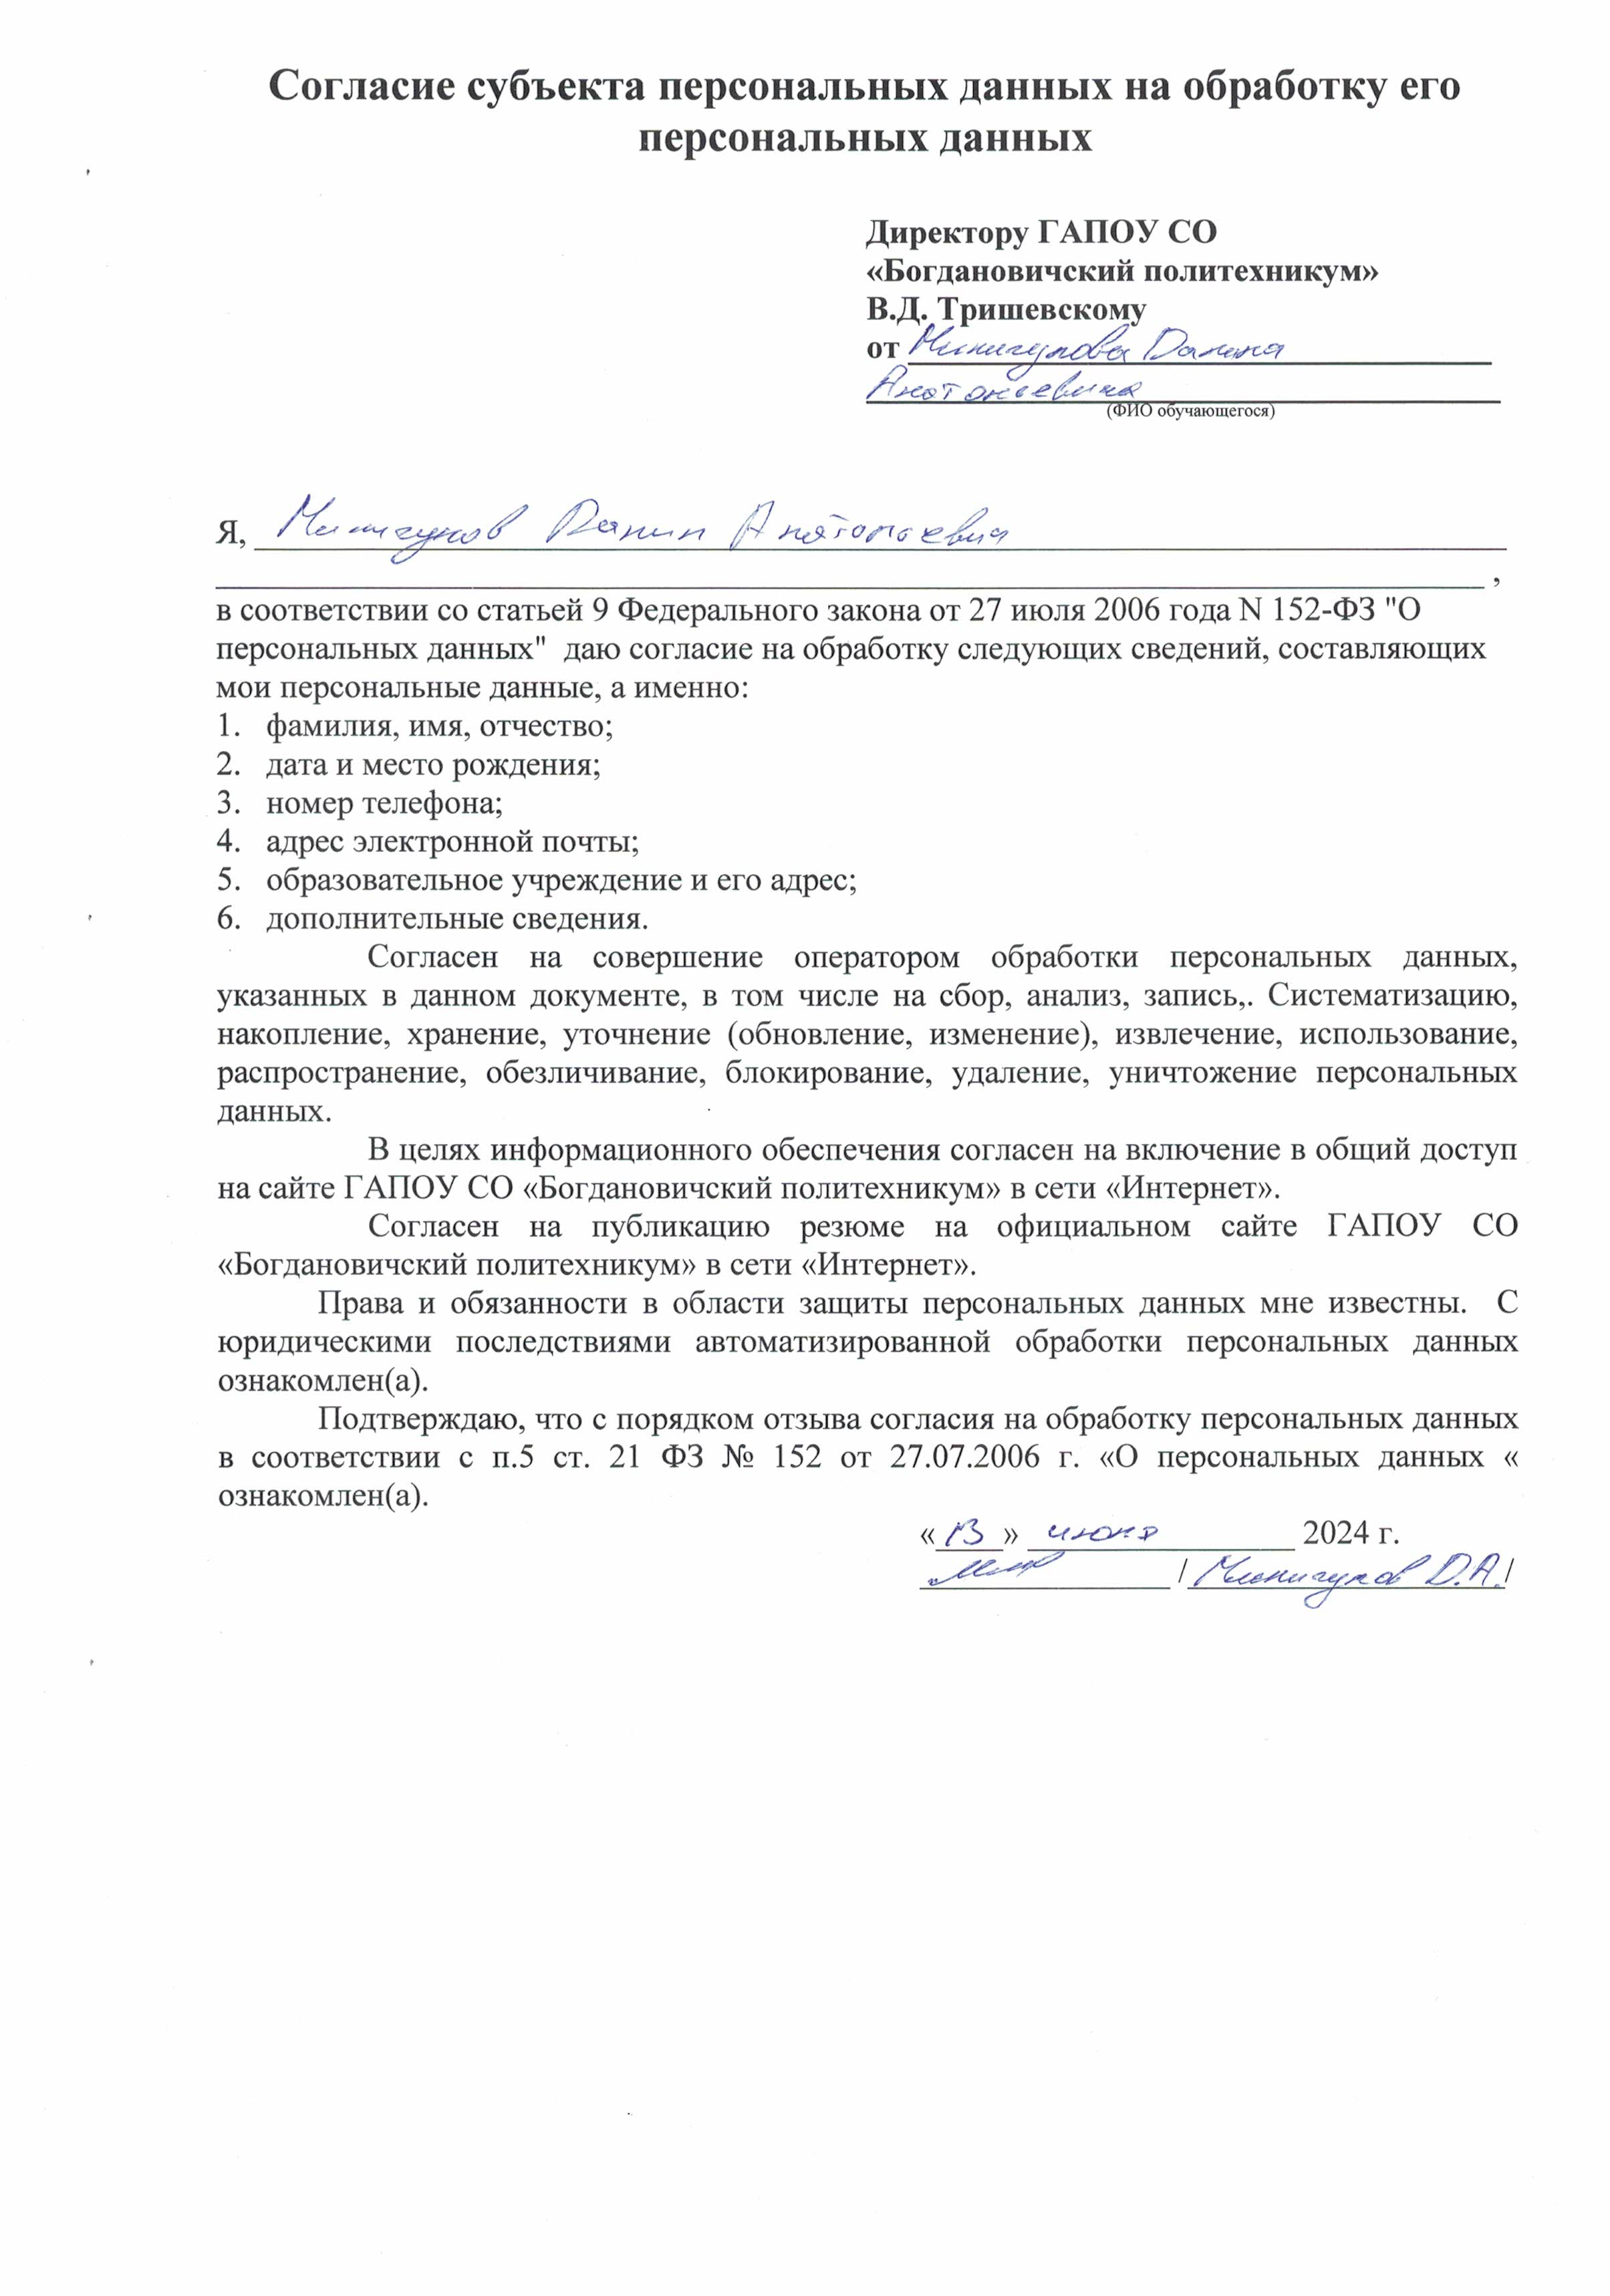 Согласие субъекта персональных данных на обработку его
персональных данных
Директору ГАПОУ СО
«Богдановичский политехникум»
В.Д. Тришевскому
от Минигулова Данила
Анатольевича
(ФИО обучающегося)
Я, Минигулов Данил Анатольевич
,
в соответствии со статьей 9 Федерального закона от 27 июля 2006 года N 152-ФЗ "О
персональных данных" даю согласие на обработку следующих сведений, составляющих
мои персональные данные, а именно:
1. фамилия, имя, отчество;
2. дата и место рождения;
3. номер телефона;
4. адрес электронной почты;
5. образовательное учреждение и его адрес;
6. дополнительные сведения.
Согласен на совершение оператором обработки персональных данных,
указанных в данном документе, в том числе на сбор, анализ, запись,. Систематизацию,
накопление, хранение, уточнение (обновление, изменение), извлечение, использование,
распространение, обезличивание, блокирование, удаление, уничтожение персональных
данных.
В целях информационного обеспечения согласен на включение в общий доступ
на сайте ГАПОУ СО «Богдановичский политехникум» в сети «Интернет».
Согласен на публикацию резюме на официальном сайте ГАПОУ СО
«Богдановичский политехникум» в сети «Интернет».
Права и обязанности в области защиты персональных данных мне известны. С
юридическими последствиями автоматизированной обработки персональных данных
ознакомлен(а).
Подтверждаю, что с порядком отзыва согласия на обработку персональных данных
в соответствии с п.5 ст. 21 ФЗ № 152 от 27.07.2006 г. «О персональных данных «
ознакомлен(а).
«13» июня 2024 г.
/ Минигулов Д.А. /